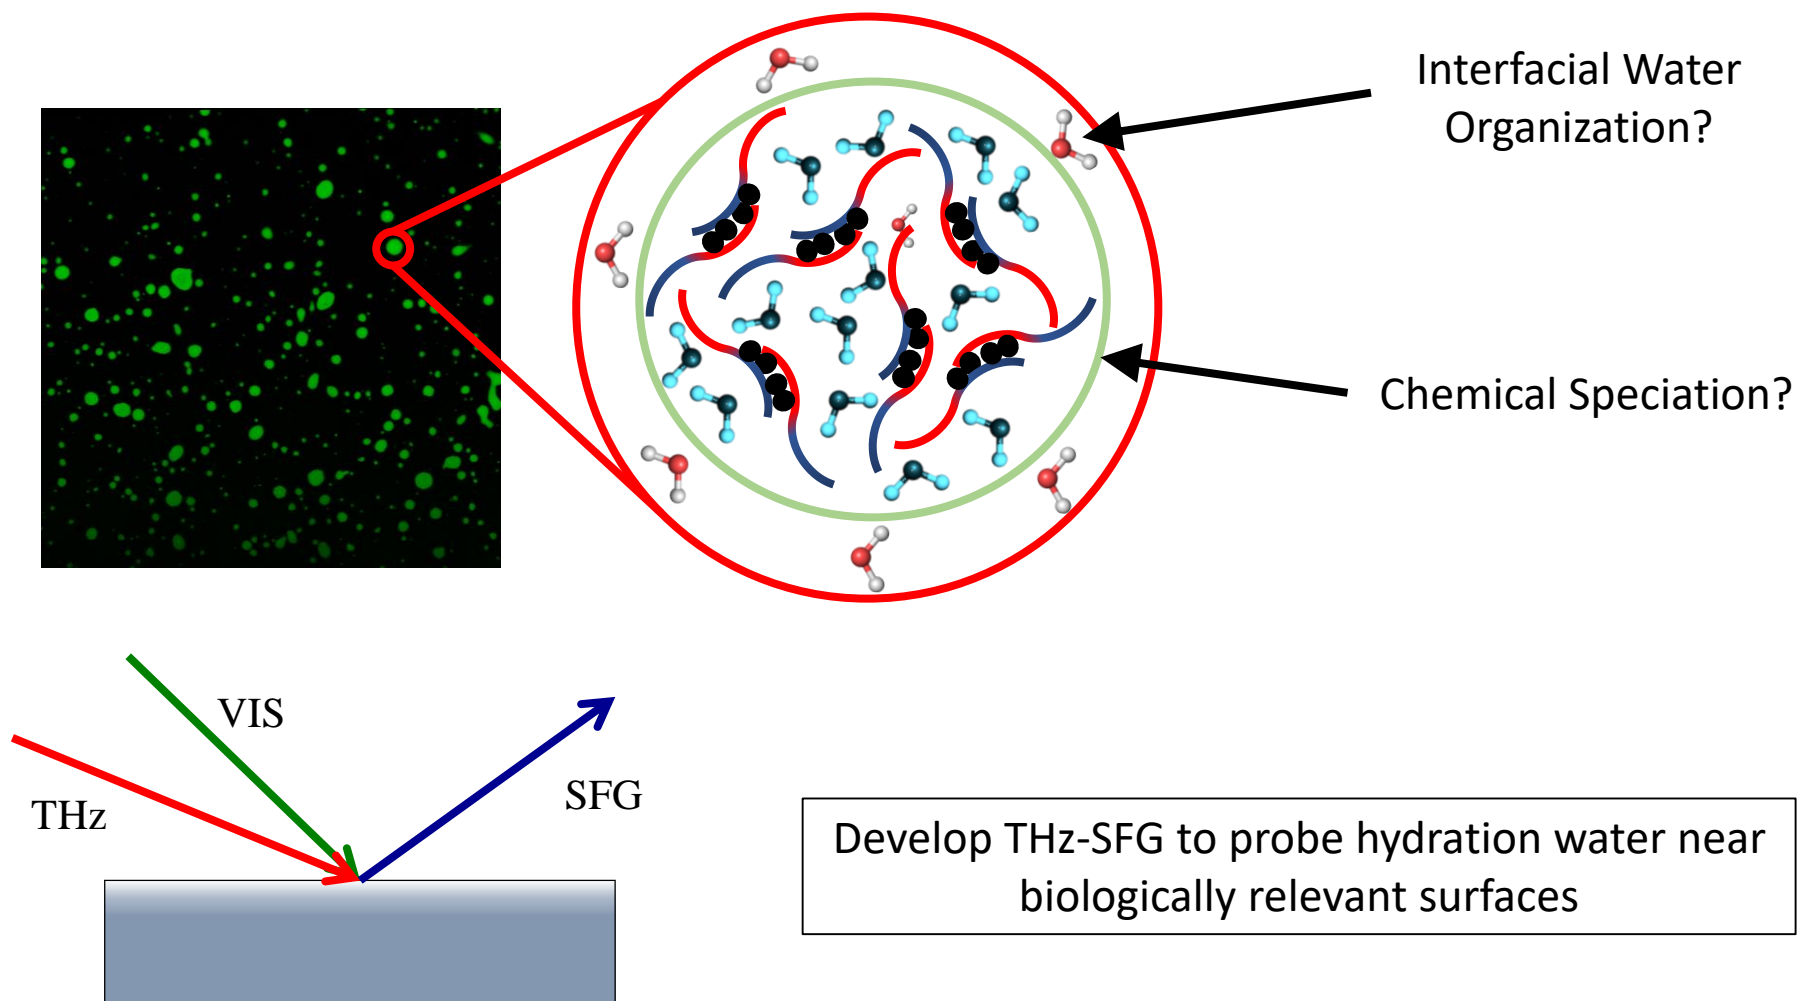 Interfacial Water
Organization?
Chemical Speciation?
VIS
THz
SFG
Develop THz-SFG to probe hydration water near
biologically relevant surfaces